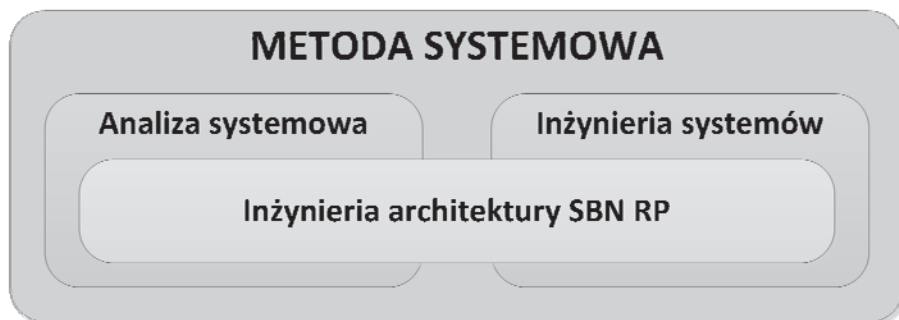 METODA SYSTEMOWA
Analiza systemowa
Inżynieria systemów
Inżynieria architektury SBN RP